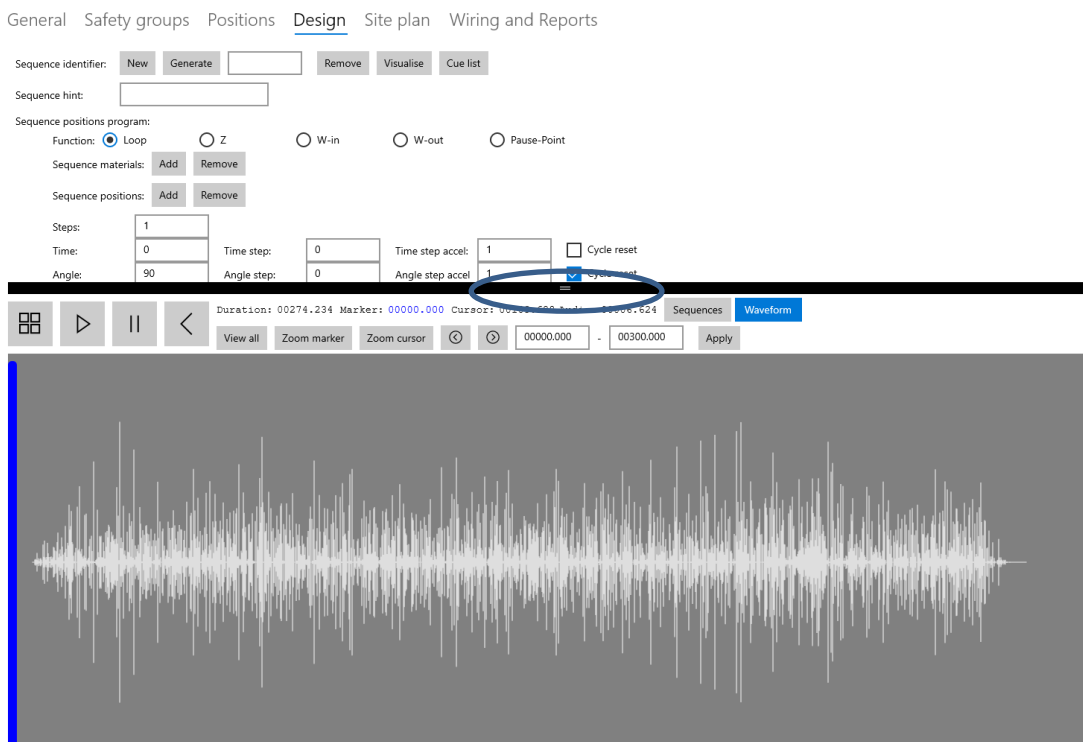 General Safety groups Positions Design Site plan Wiring and Reports
Sequence identifier: New Generate Remove Visualise Cue list
Sequence hint:
Sequence positions program:
Function: Loop Z W-in W-out Pause-Point
Sequence materials: Add Remove
Sequence positions: Add Remove
Steps: 1
Time: 0 Time step: 0 Time step accel: 1 Cycle reset
Angle: 90 Angle step: 0 Angle step accel 1 Cycle reset
Duration: 00274.234 Marker: 00000.000 Cursor: Sequences Waveform
View all Zoom marker Zoom cursor 00000.000 - 00300.000 Apply